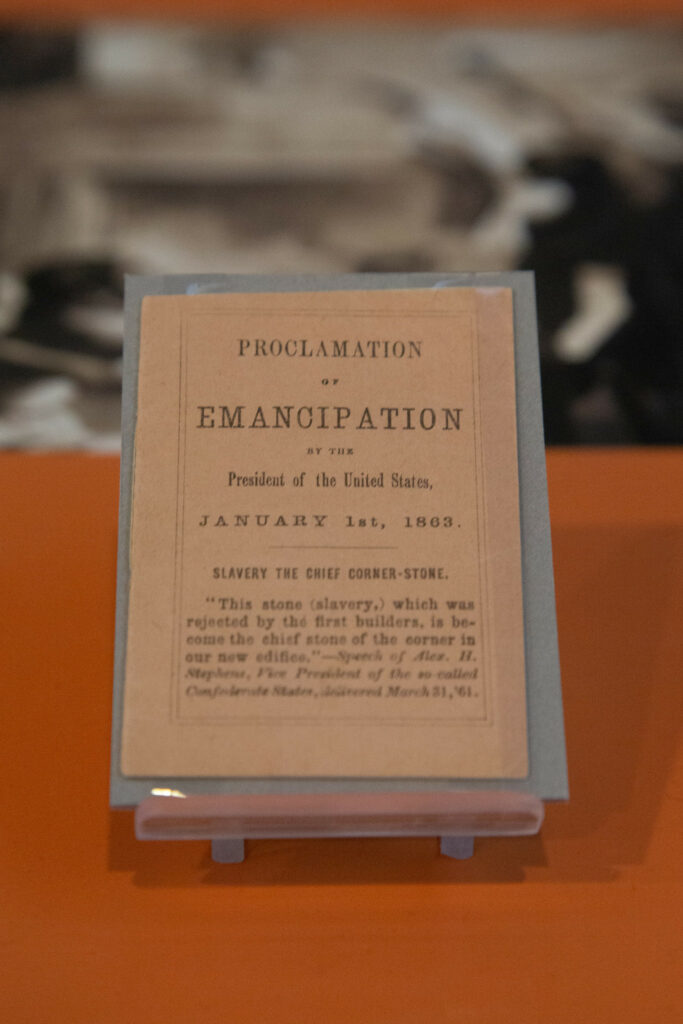 PROCLAMATION
OF
EMANCIPATION
BY THE
President of the United States,
JANUARY 1st, 1863.
SLAVERY THE CHIEF CORNER-STONE.
"This stone (slavery,) which was
rejected by the first builders, is be-
come the chief stone of the corner in
our new edifice."—Speech of Alex. H.
Stephens, Vice President of the so-called
Confederate States, delivered March 31, '61.